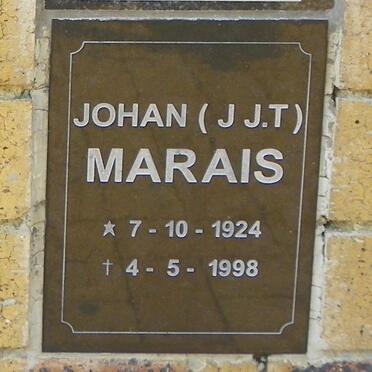 JOHAN ( J J.T )
MARAIS
★ 7 - 10 - 1924
† 4 - 5 - 1998